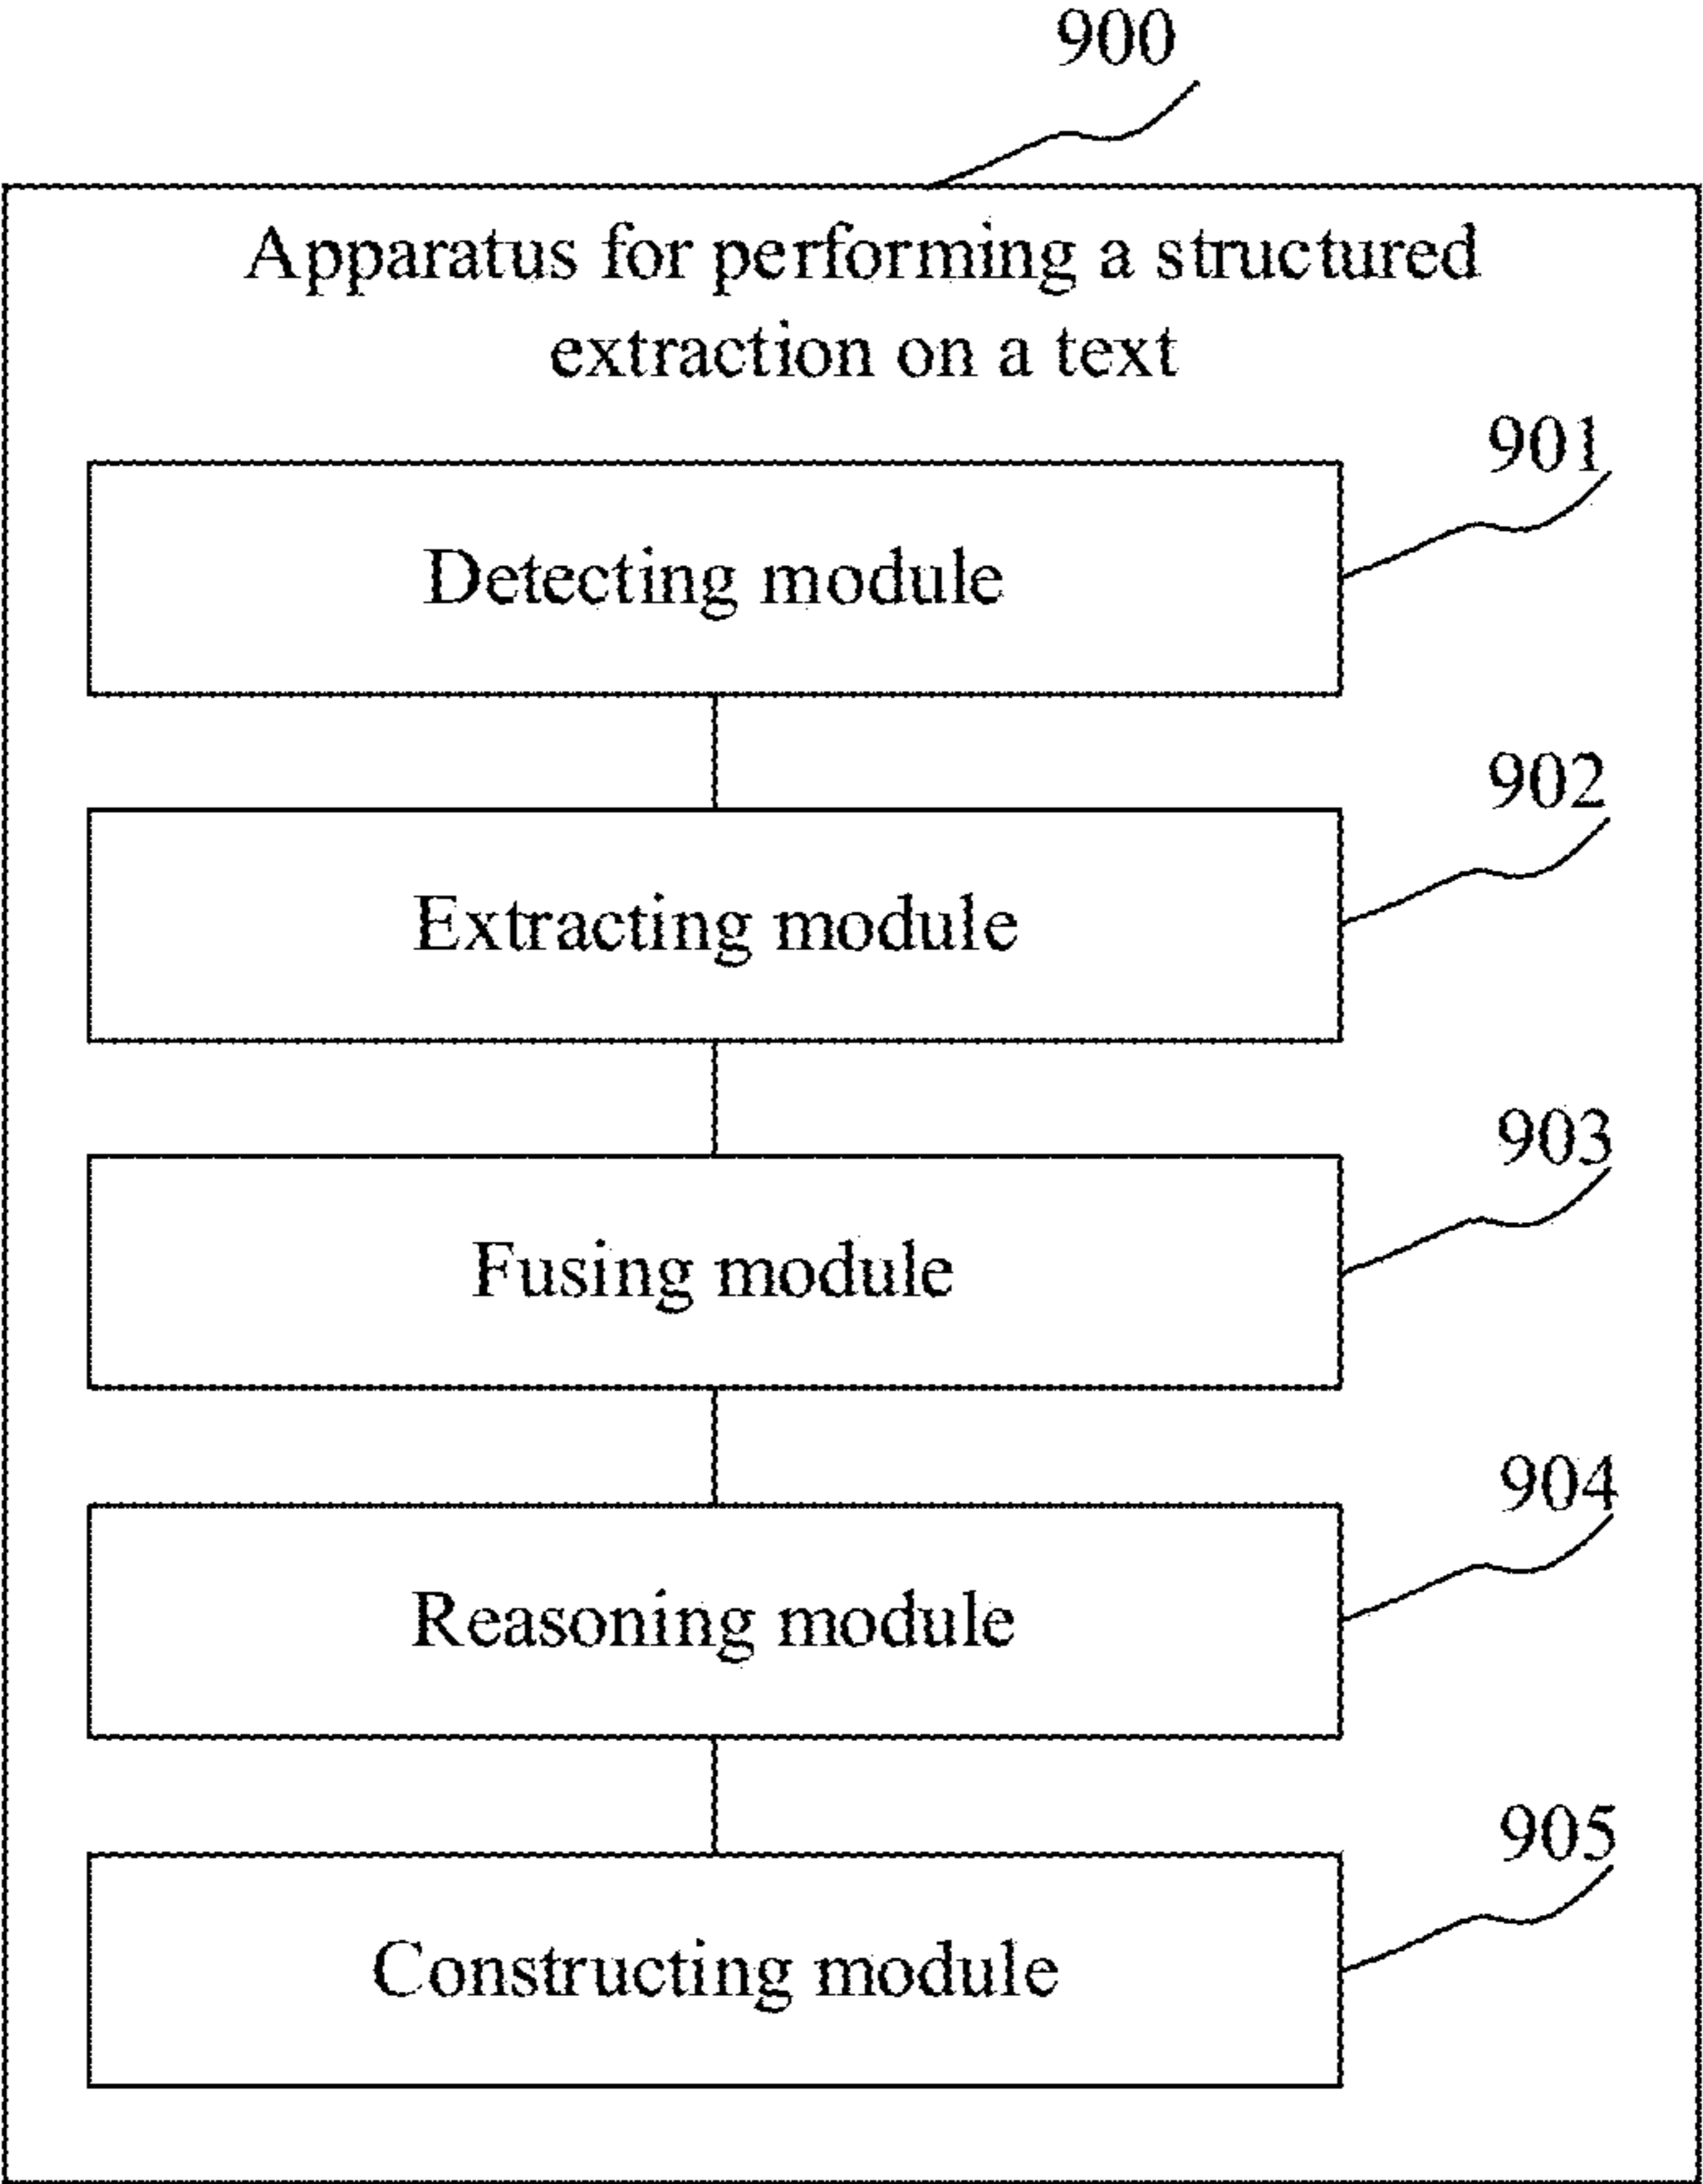 900
Apparatus for performing a structured
extraction on a text
901
Detecting module
902
Extracting module
903
Fusing module
904
Reasoning module
905
Constructing module